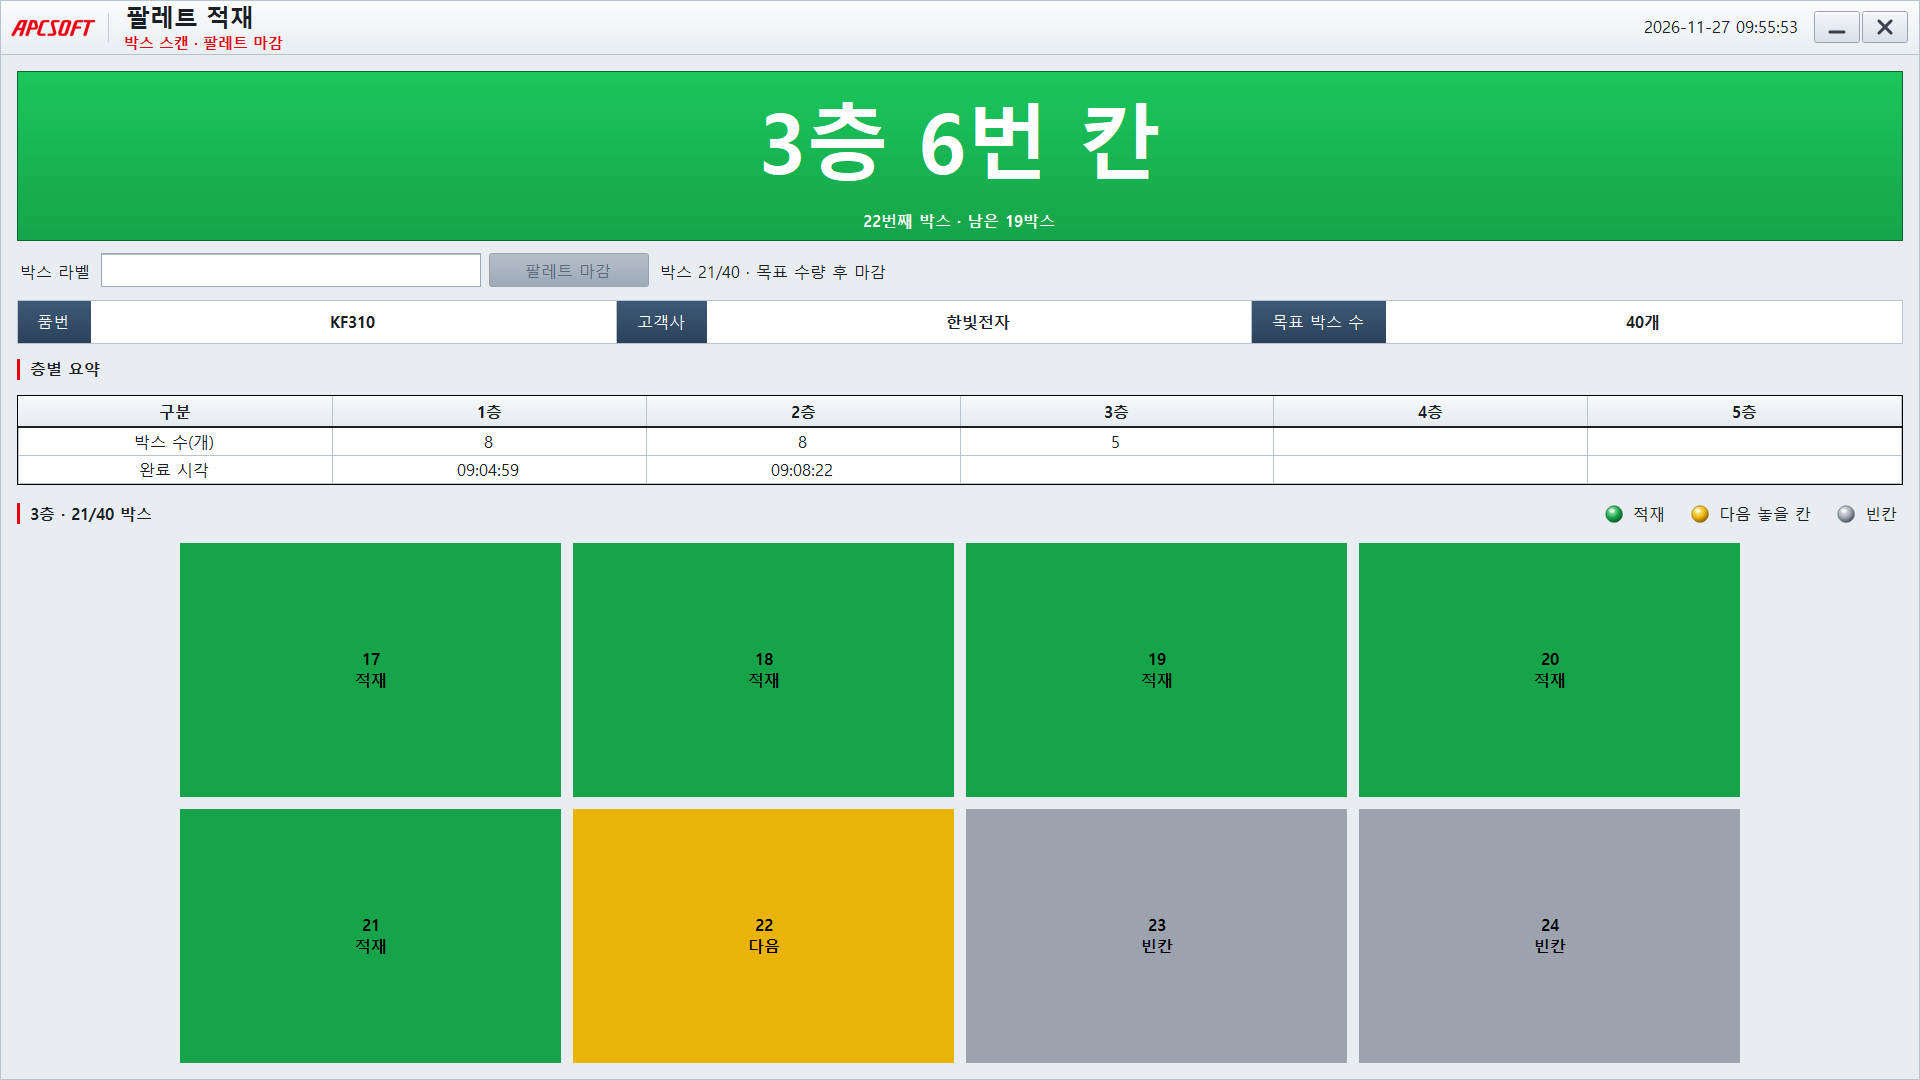 APCSOFT
팔레트 적재
박스 스캔 · 팔레트 마감
2026-11-27 09:55:53
3층 6번 칸
22번째 박스 · 남은 19박스
박스 라벨
팔레트 마감
박스 21/40 · 목표 수량 후 마감
품번 KF310 고객사 한빛전자 목표 박스 수 40개
층별 요약
구분 1층 2층 3층 4층 5층
박스 수(개) 8 8 5
완료 시각 09:04:59 09:08:22
3층 · 21/40 박스
적재 다음 놓을 칸 빈칸
17
적재
18
적재
19
적재
20
적재
21
적재
22
다음
23
빈칸
24
빈칸